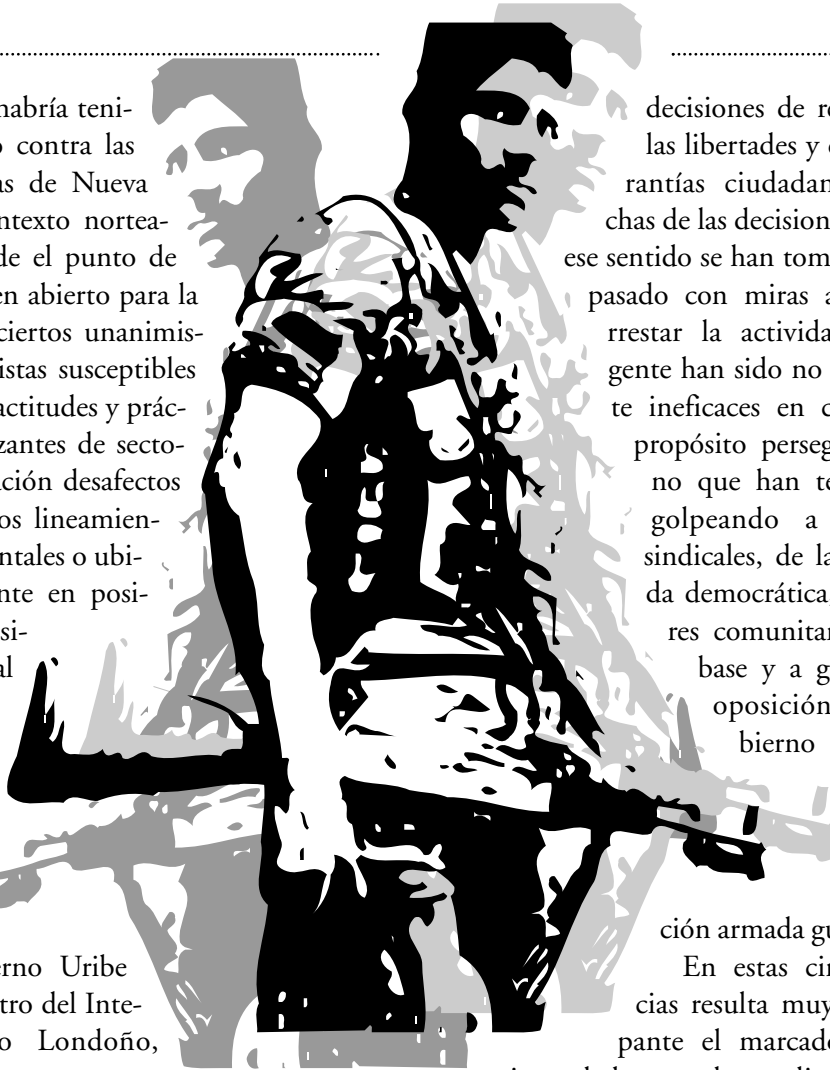 habría teni-
contra las
as de Nueva
ntexto nortea-
de el punto de
en abierto para la
ciertos unanimis-
istas susceptibles
actitudes y prác-
zantes de secto-
ción desafectos
os lineamien-
ntales o ubi-
nte en posi-
si-
al
erno Uribe
tro del Inte-
o Londoño,
decisiones de re
las libertades y
rantías ciudadan
chas de las decision
ese sentido se han tom
pasado con miras a
rrestar la activida
gente han sido no
te ineficaces en
propósito perseg
no que han te
golpeando a
sindicales, de la
da democrática,
res comunitar
base y a g
oposición
bierno
ción armada gu
En estas cir
cias resulta muy
pante el marcado